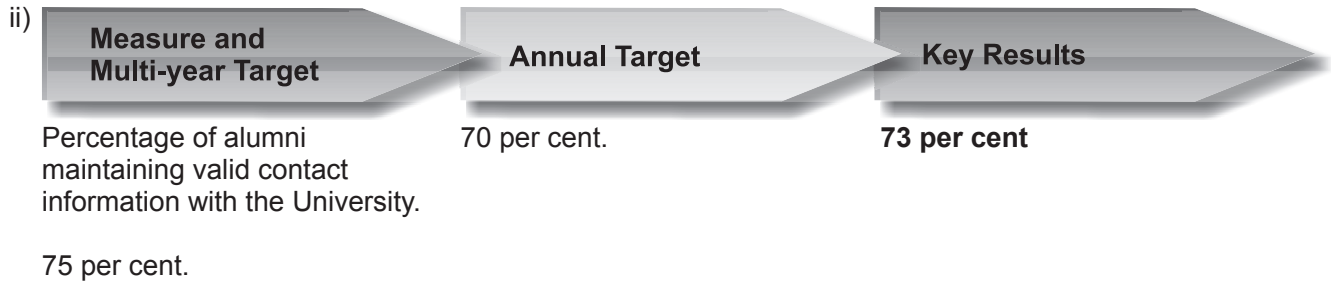 ii)
Measure and
Multi-year Target
Annual Target
Key Results
Percentage of alumni
maintaining valid contact
information with the University.
75 per cent.
70 per cent.
73 per cent